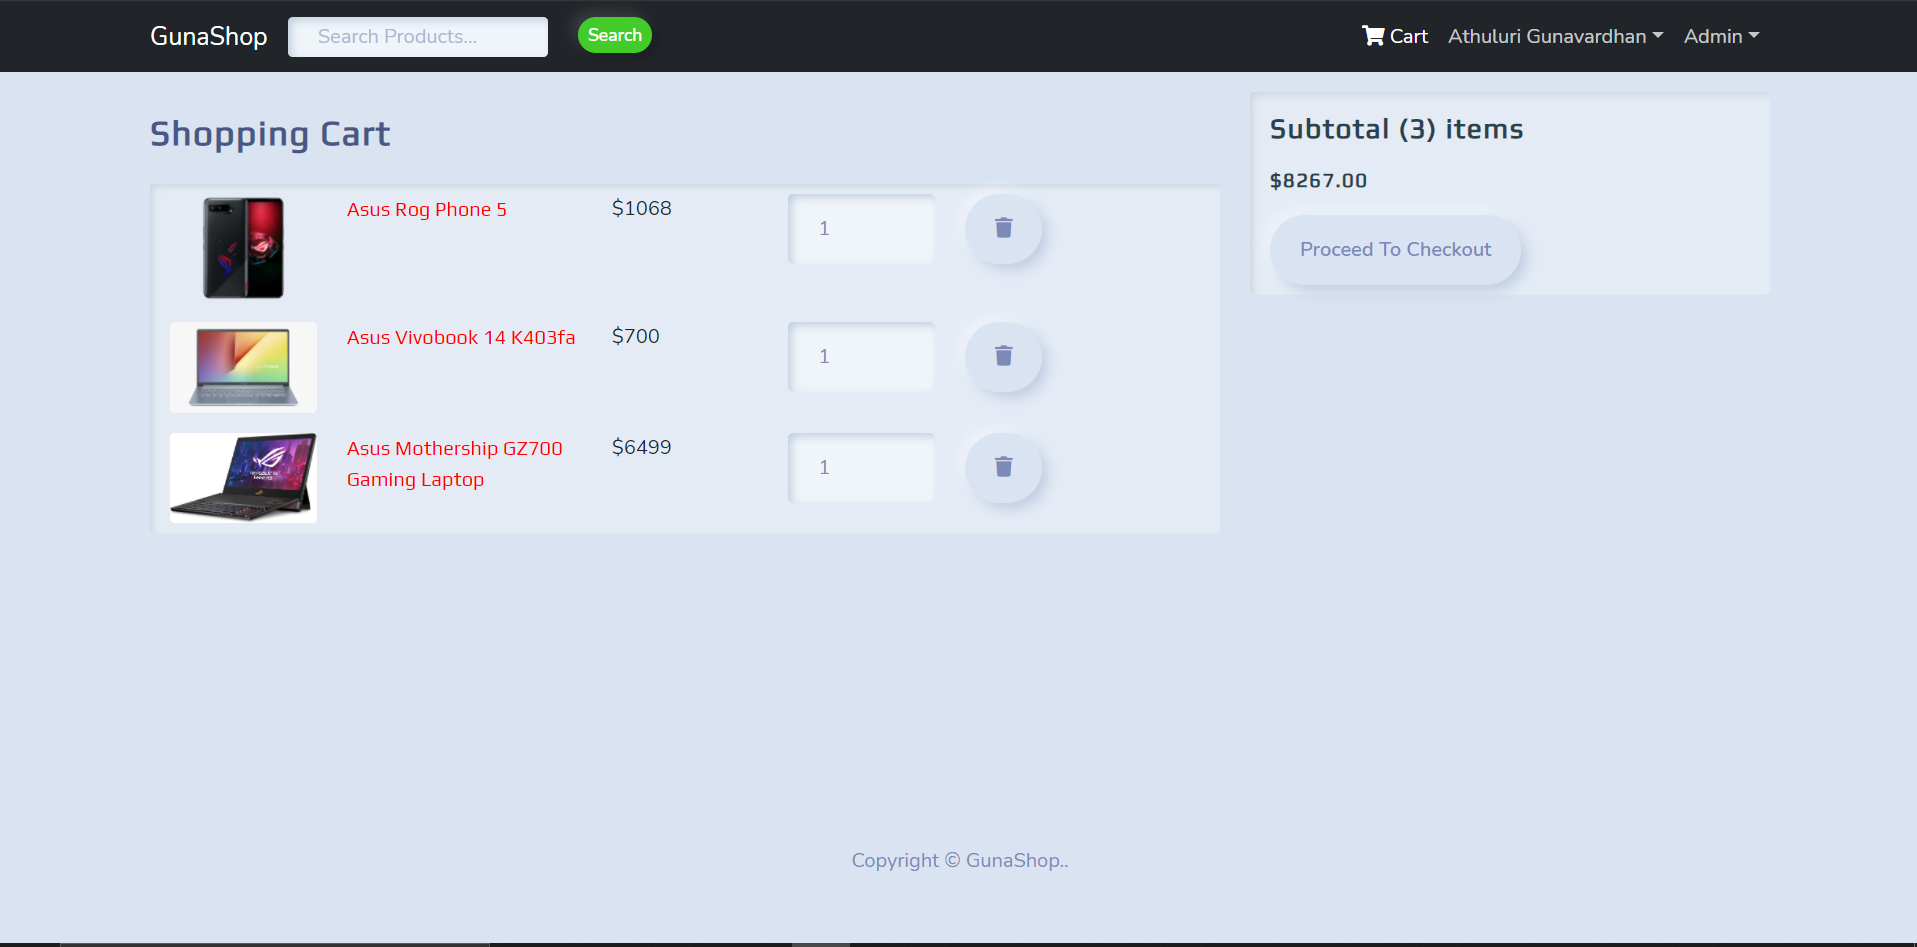 GunaShop
Search Products...
Search
Cart
Athuluri Gunavardhan
Admin
Shopping Cart
Asus Rog Phone 5
$1068
1
Asus Vivobook 14 K403fa
$700
1
Asus Mothership GZ700
Gaming Laptop
$6499
1
Subtotal (3) items
$8267.00
Proceed To Checkout
Copyright © GunaShop..